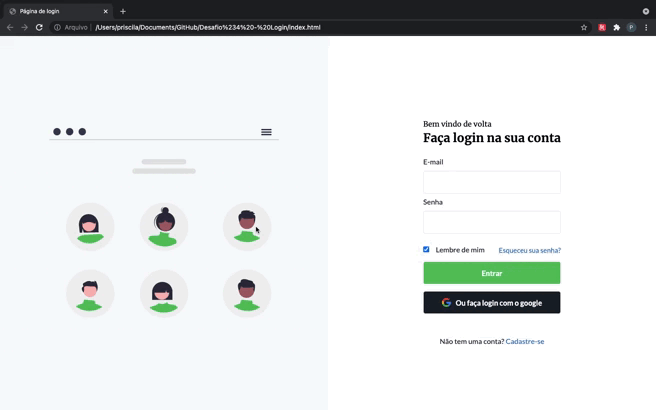 Página de login
Arquivo
/Users/priscila/Documents/GitHub/Desafio%234%20-%20Login/index.html
P
Bem vindo de volta
Faça login na sua conta
E-mail
Senha
Lembre de mim
Esqueceu sua senha?
Entrar
Ou faça login com o google
Não tem uma conta? Cadastre-se